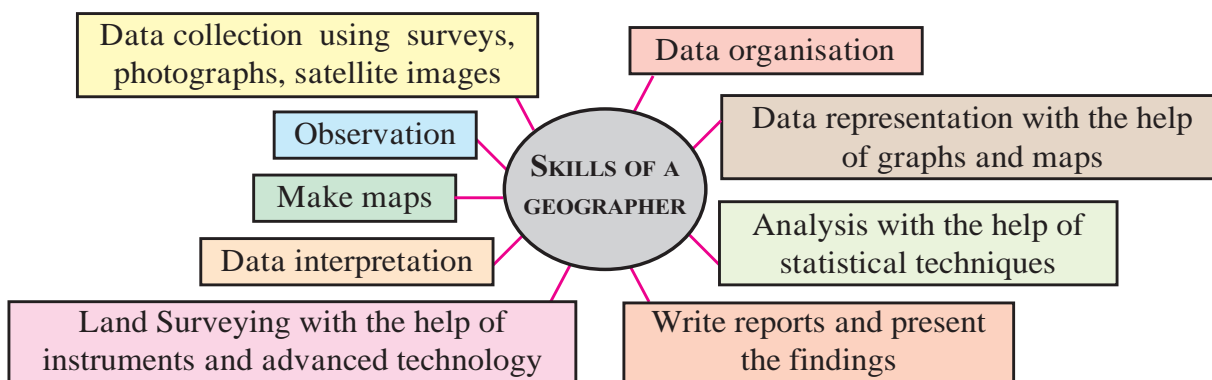 Data collection using surveys,
photographs, satellite images
Data organisation
Observation
Data representation with the help
of graphs and maps
SKILLS OF A
GEOGRAPHER
Make maps
Analysis with the help of
statistical techniques
Data interpretation
Land Surveying with the help of
instruments and advanced technology
Write reports and present
the findings